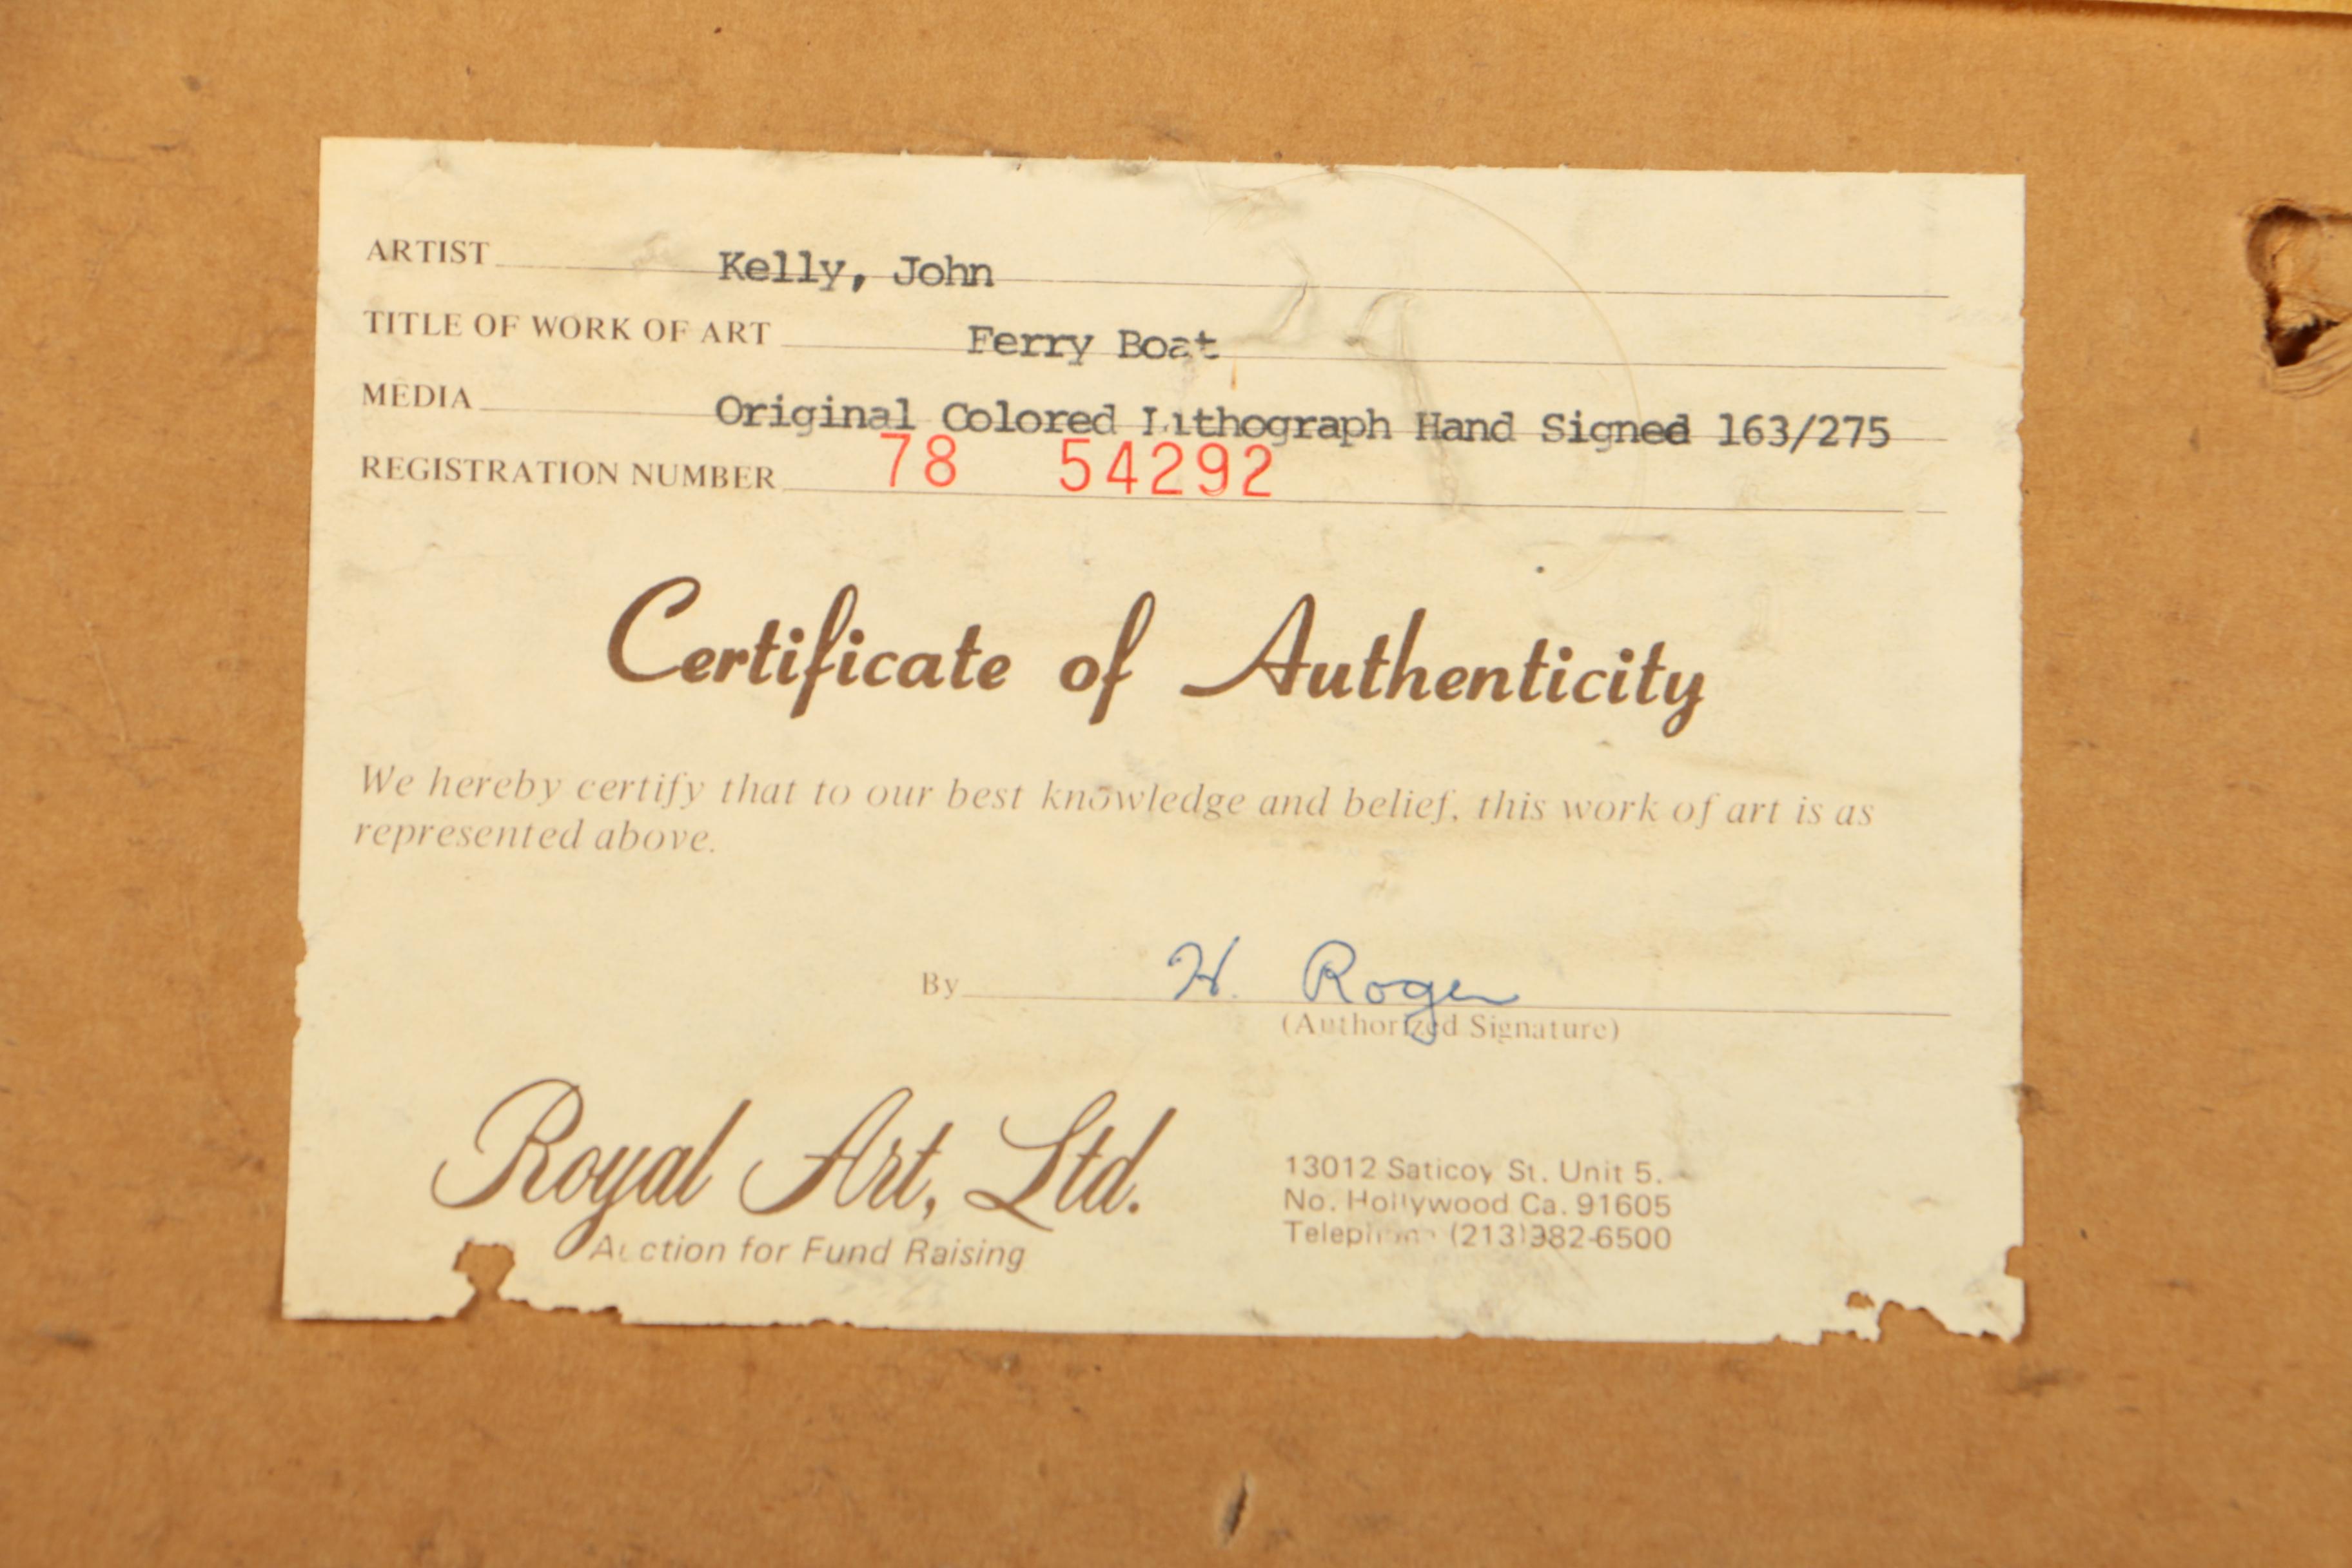 ARTIST Kelly, John
TITLE OF WORK OF ART Ferry Boat
MEDIA Original Colored Lithograph Hand Signed 163/275
REGISTRATION NUMBER 78 54292
Certificate of Authenticity
We hereby certify that to our best knowledge and belief, this work of art is as
represented above.
By H. Roger
(Authorized Signature)
Royal Art, Ltd.
Auction for Fund Raising
13012 Saticoy St. Unit 5.
No. Hollywood Ca. 91605
Telephone (213)982-6500